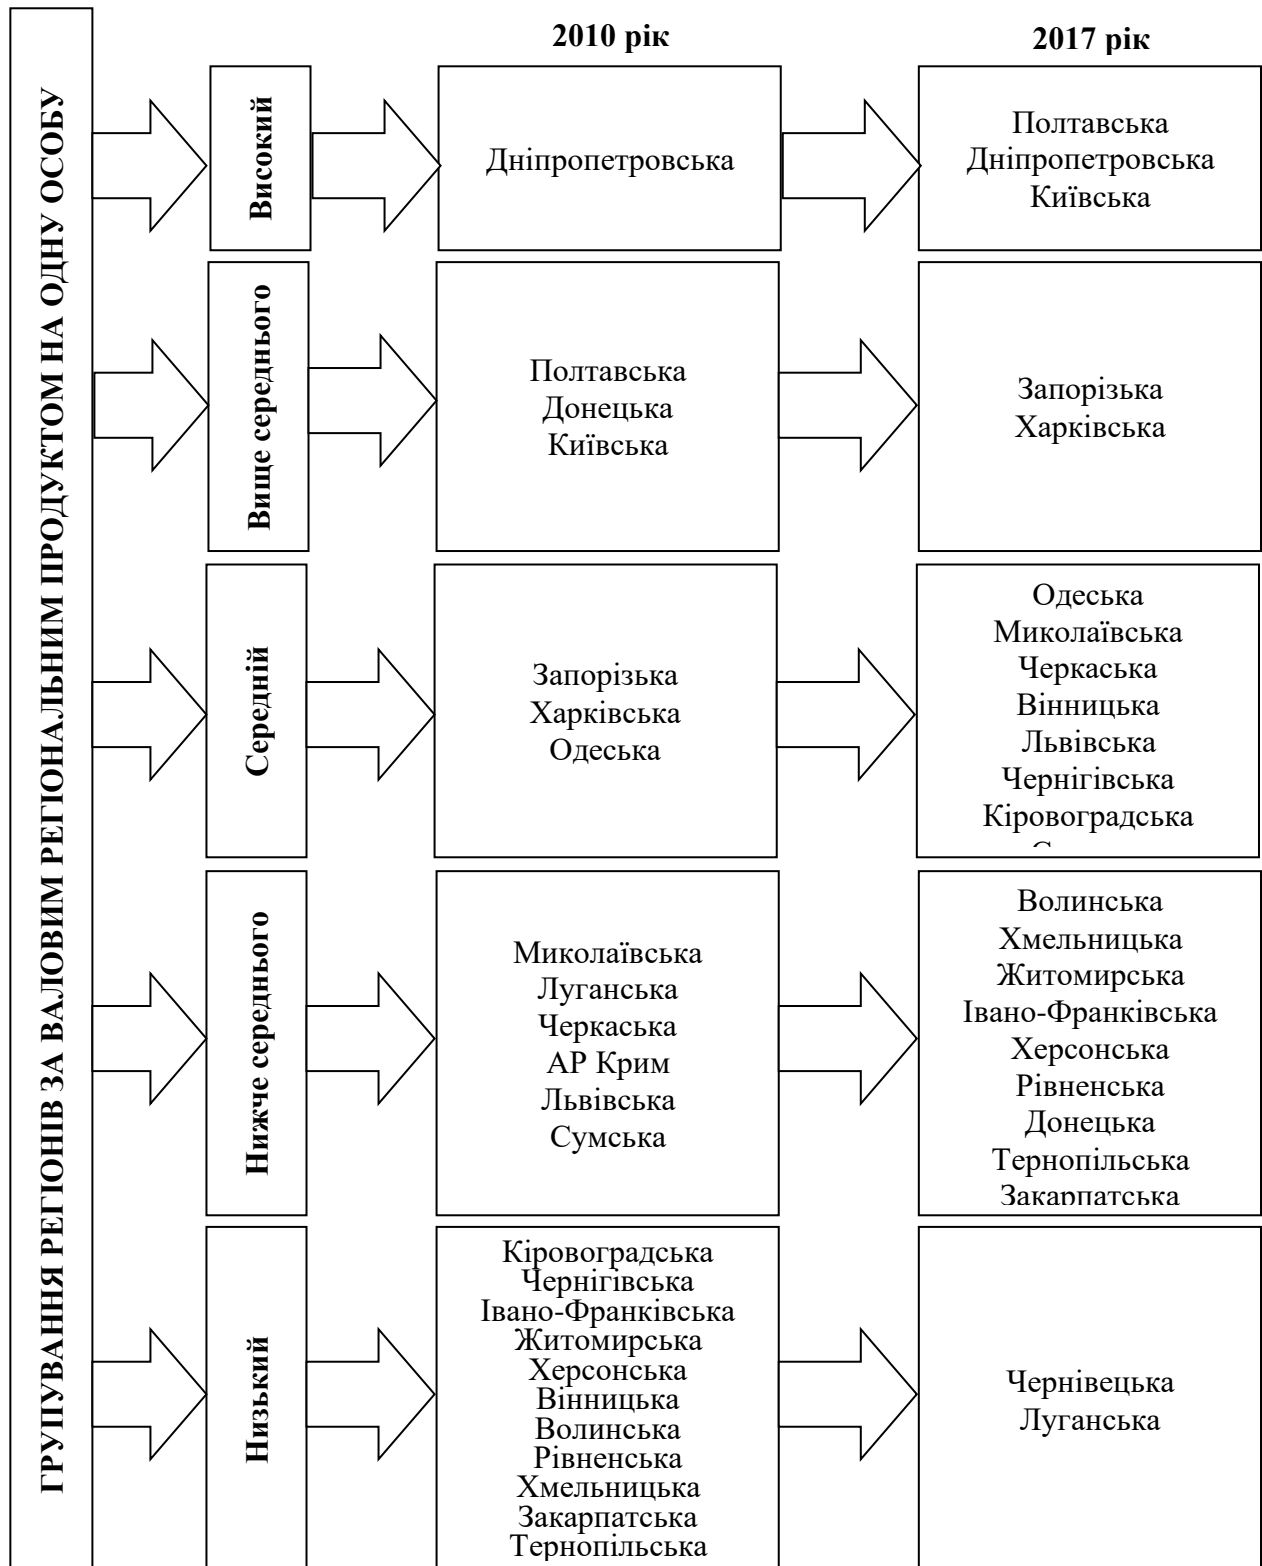 ГРУПУВАННЯ РЕГІОНІВ ЗА ВАЛОВИМ РЕГІОНАЛЬНИМ ПРОДУКТОМ НА ОДНУ ОСОБУ
2010 рік
2017 рік
Високий
Дніпропетровська
Полтавська
Дніпропетровська
Київська
Вище середнього
Полтавська
Донецька
Київська
Запорізька
Харківська
Середній
Запорізька
Харківська
Одеська
Одеська
Миколаївська
Черкаська
Вінницька
Львівська
Чернігівська
Кіровоградська
Нижче середнього
Миколаївська
Луганська
Черкаська
АР Крим
Львівська
Сумська
Волинська
Хмельницька
Житомирська
Івано-Франківська
Херсонська
Рівненська
Донецька
Тернопільська
Закарпатська
Низький
Кіровоградська
Чернігівська
Івано-Франківська
Житомирська
Херсонська
Вінницька
Волинська
Рівненська
Хмельницька
Закарпатська
Тернопільська
Чернівецька
Луганська